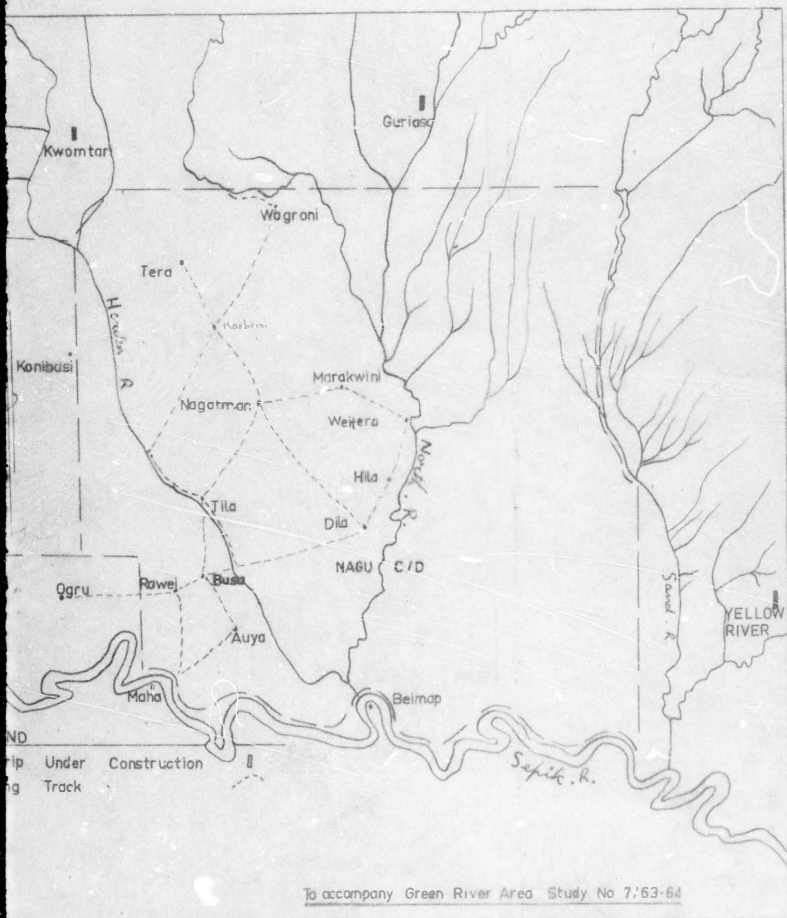 Kwomtari
Guriaso
Wagroni
Tera
Konibusi
Marakwini
Nagatman
Weitera
North. R.
Hila
Tila
Dila
NAGU C/D
Ogru
Rawei
Busa
Auya
Sand. R.
YELLOW
RIVER
Maha
Beimap
ND
rip Under Construction
ng Track
Sepik. R.
To accompany Green River Area Study No 7,'63-64